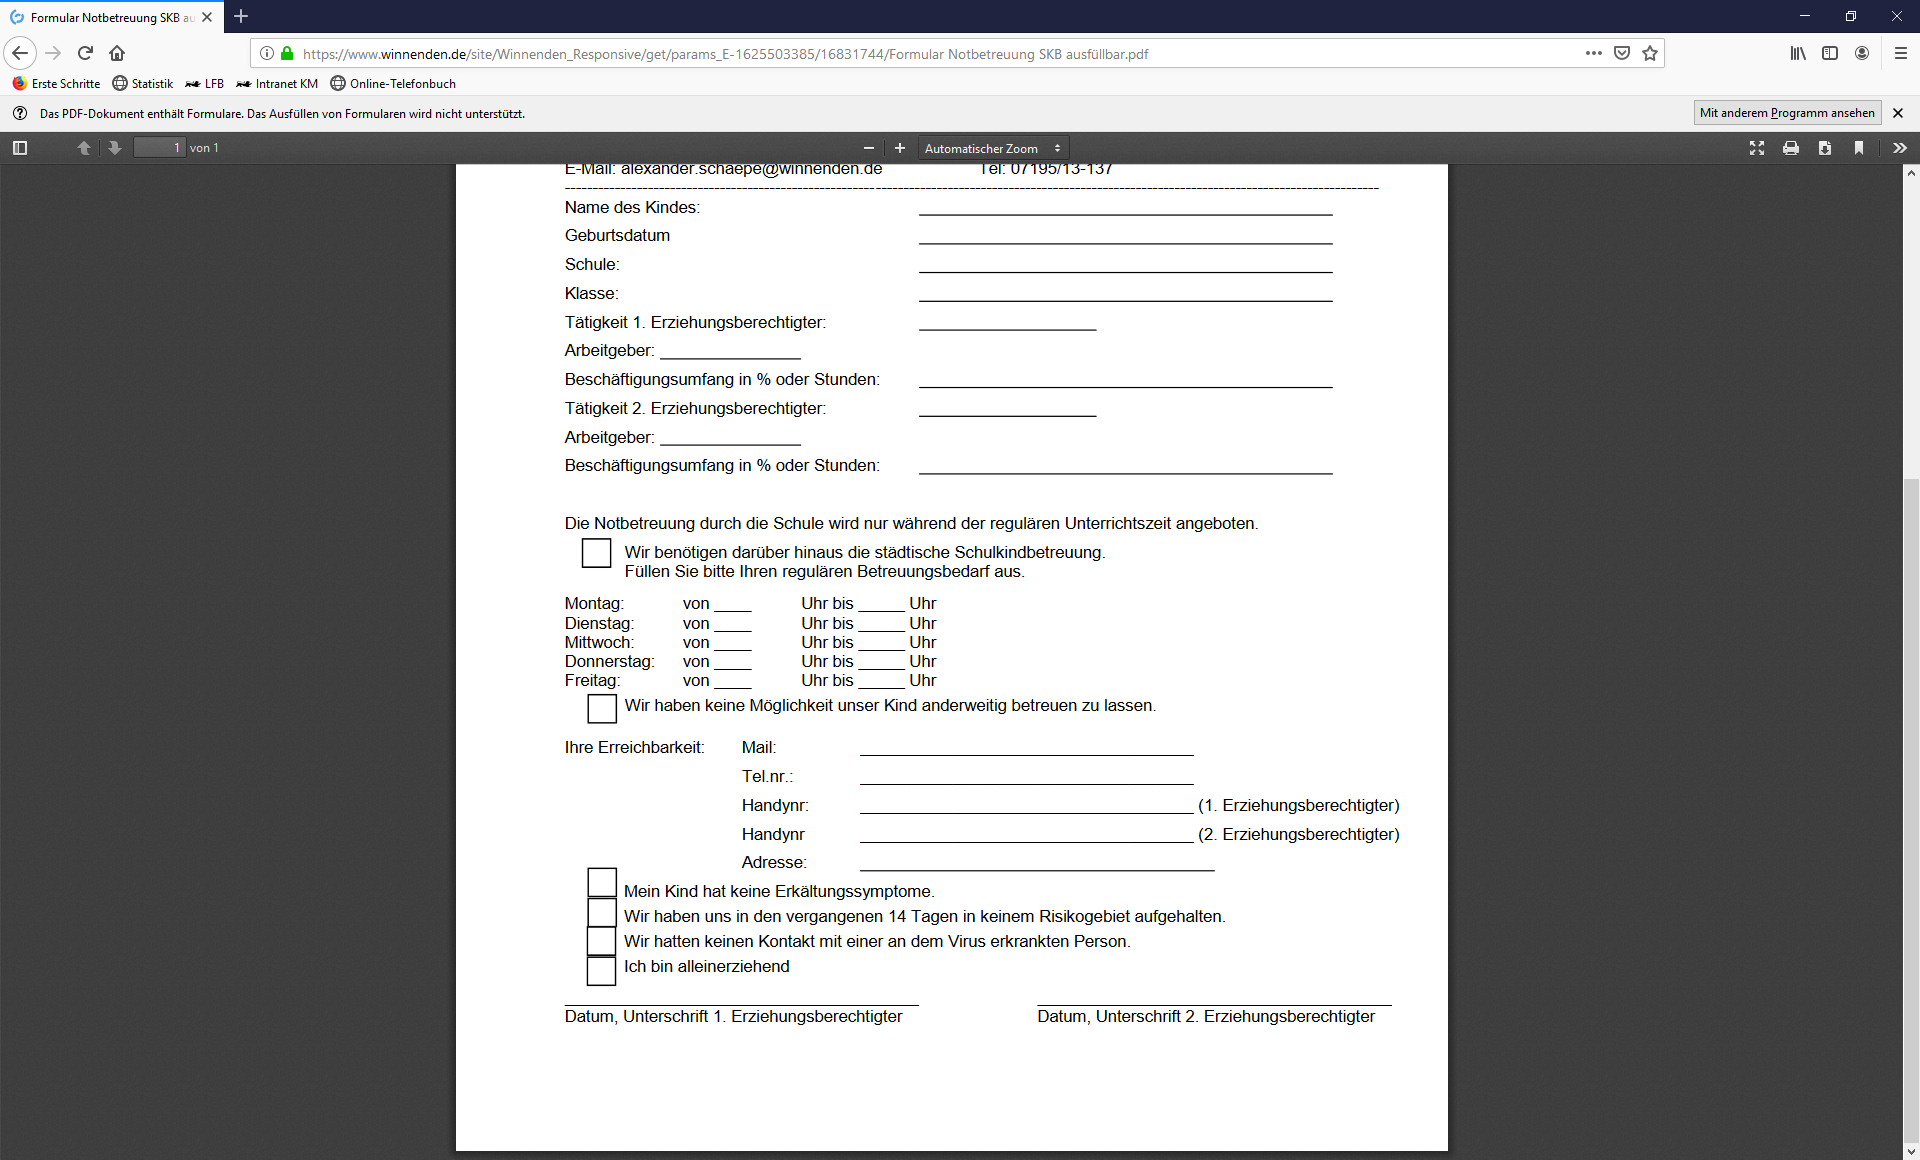 Formular Notbetreuung SKB au
https://www.winnenden.de/site/Winnenden_Responsive/get/params_E-1625503385/16831744/Formular Notbetreuung SKB ausfüllbar.pdf
Erste Schritte Statistik LFB Intranet KM Online-Telefonbuch
Das PDF-Dokument enthält Formulare. Das Ausfüllen von Formularen wird nicht unterstützt. Mit anderem Programm ansehen
1 von 1 Automatischer Zoom
E-Mail: alexander.schaepe@winnenden.de Tel: 07195/13-137
Name des Kindes:
Geburtsdatum
Schule:
Klasse:
Tätigkeit 1. Erziehungsberechtigter:
Arbeitgeber:
Beschäftigungsumfang in % oder Stunden:
Tätigkeit 2. Erziehungsberechtigter:
Arbeitgeber:
Beschäftigungsumfang in % oder Stunden:
Die Notbetreuung durch die Schule wird nur während der regulären Unterrichtszeit angeboten.
Wir benötigen darüber hinaus die städtische Schulkindbetreuung.
Füllen Sie bitte Ihren regulären Betreuungsbedarf aus.
Montag: von ____ Uhr bis _____ Uhr
Dienstag: von ____ Uhr bis _____ Uhr
Mittwoch: von ____ Uhr bis _____ Uhr
Donnerstag: von ____ Uhr bis _____ Uhr
Freitag: von ____ Uhr bis _____ Uhr
Wir haben keine Möglichkeit unser Kind anderweitig betreuen zu lassen.
Ihre Erreichbarkeit: Mail:
Tel.nr.:
Handynr: (1. Erziehungsberechtigter)
Handynr (2. Erziehungsberechtigter)
Adresse:
Mein Kind hat keine Erkältungssymptome.
Wir haben uns in den vergangenen 14 Tagen in keinem Risikogebiet aufgehalten.
Wir hatten keinen Kontakt mit einer an dem Virus erkrankten Person.
Ich bin alleinerziehend
Datum, Unterschrift 1. Erziehungsberechtigter Datum, Unterschrift 2. Erziehungsberechtigter